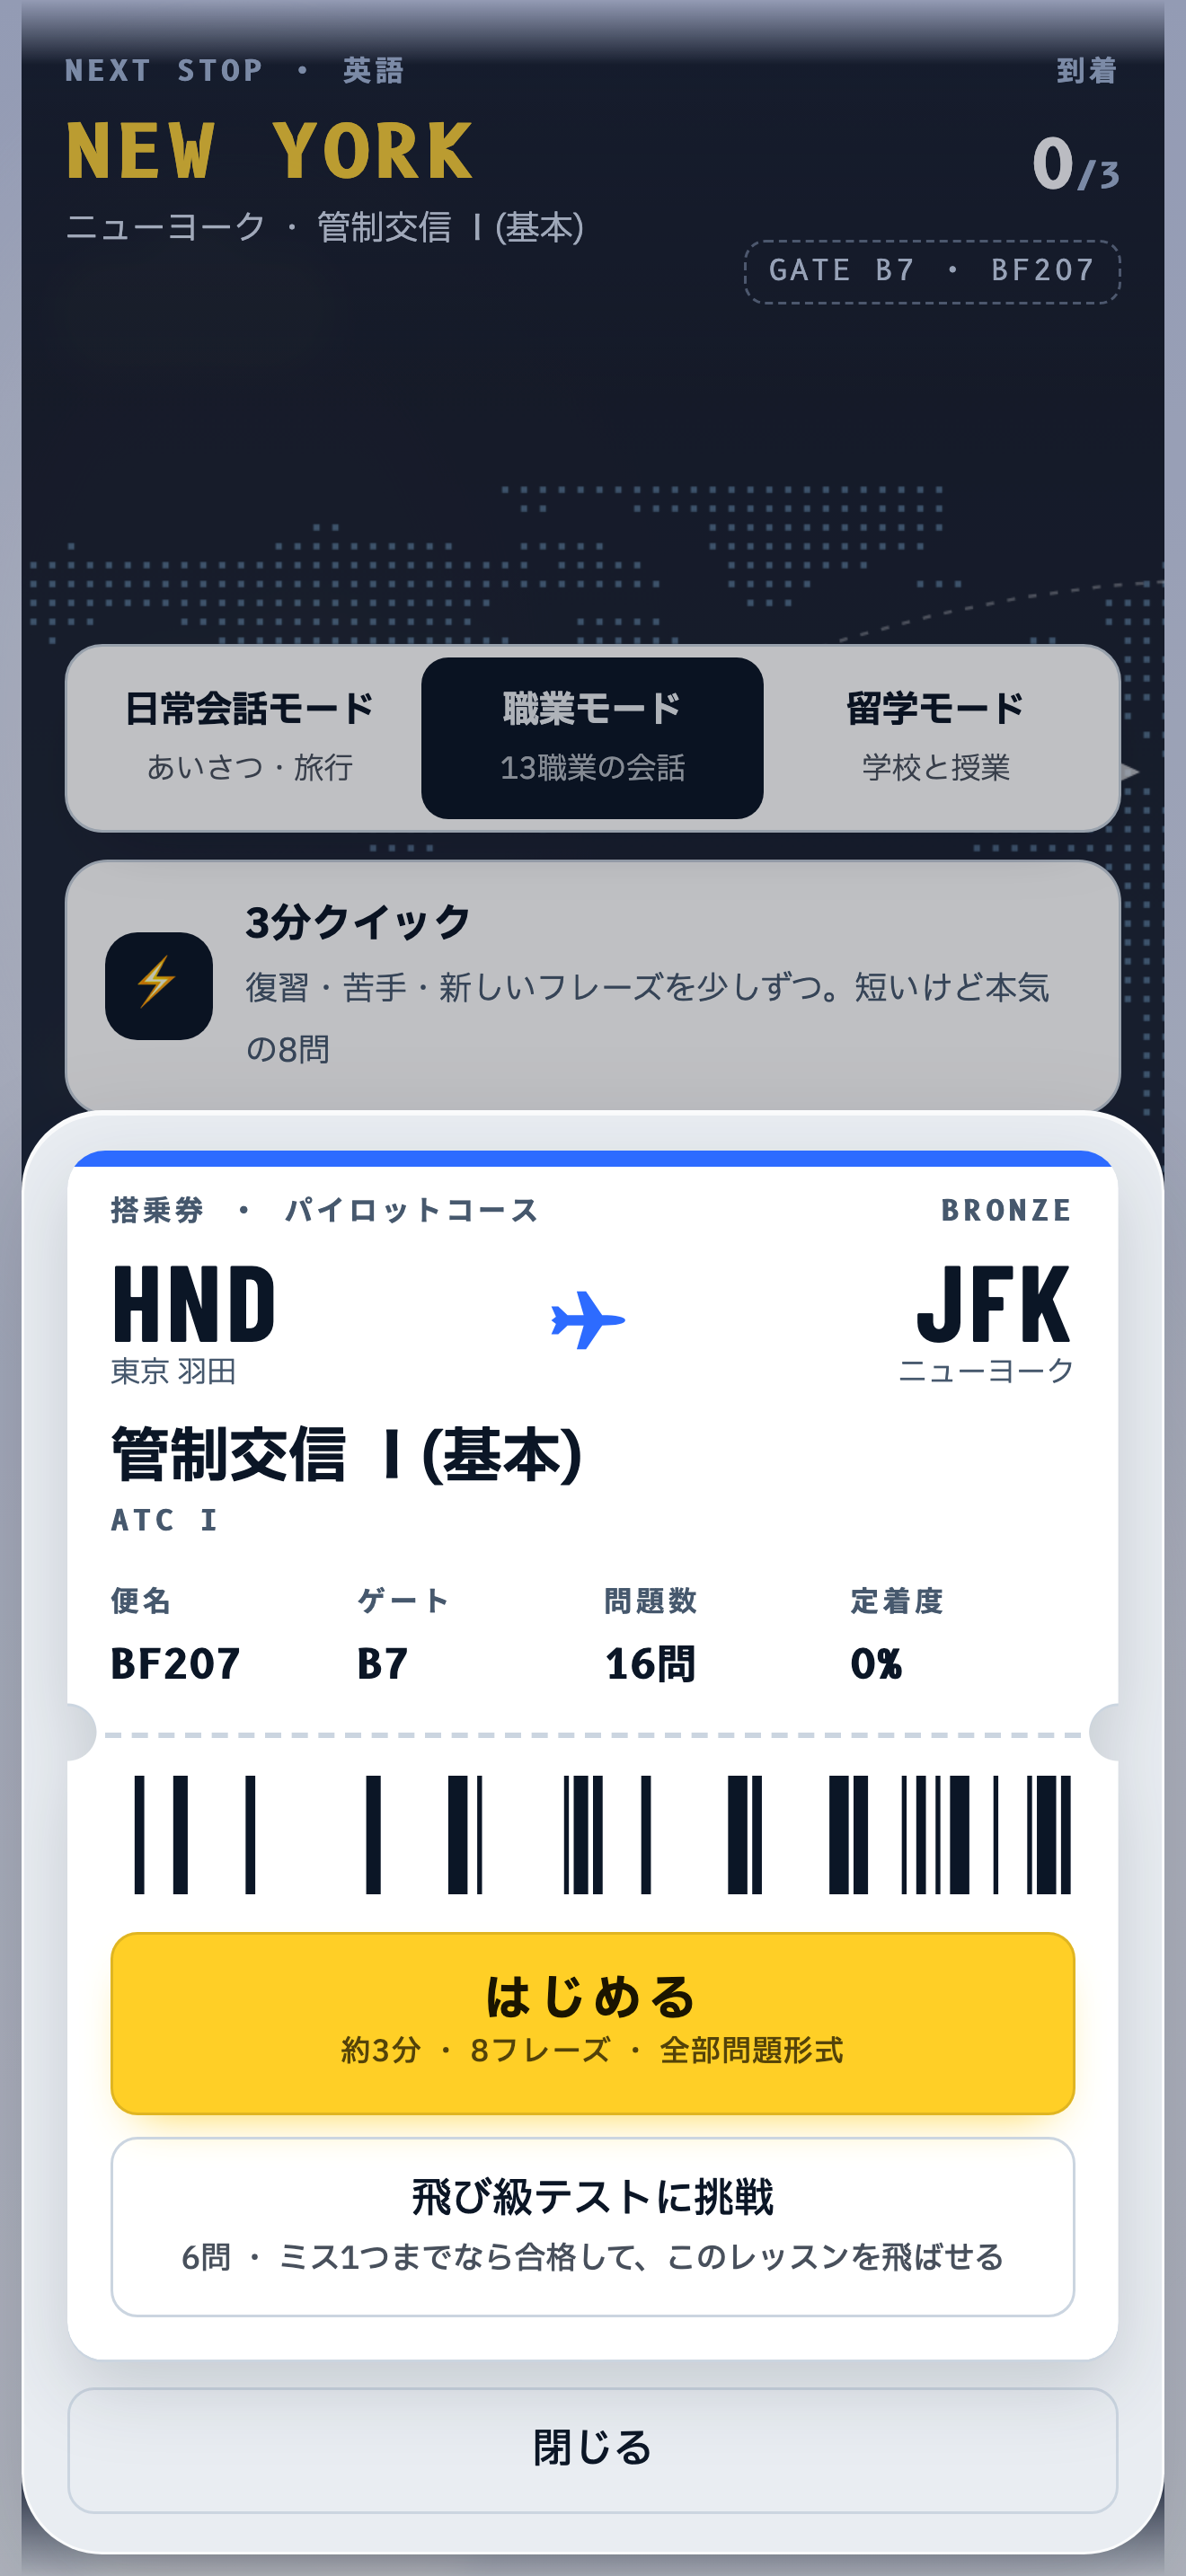 NEXT STOP ・ 英語
到着
NEW YORK
0/3
ニューヨーク ・ 管制交信 Ⅰ(基本)
GATE B7 ・ BF207
日常会話モード
あいさつ・旅行
職業モード
13職業の会話
留学モード
学校と授業
3分クイック
復習・苦手・新しいフレーズを少しずつ。短いけど本気
の8問
搭乗券 ・ パイロットコース
BRONZE
HND
JFK
東京 羽田
ニューヨーク
管制交信 Ⅰ(基本)
ATC I
便名
ゲート
問題数
定着度
BF207
B7
16問
0%
はじめる
約3分 ・ 8フレーズ ・ 全部問題形式
飛び級テストに挑戦
6問 ・ ミス1つまでなら合格して、このレッスンを飛ばせる
閉じる